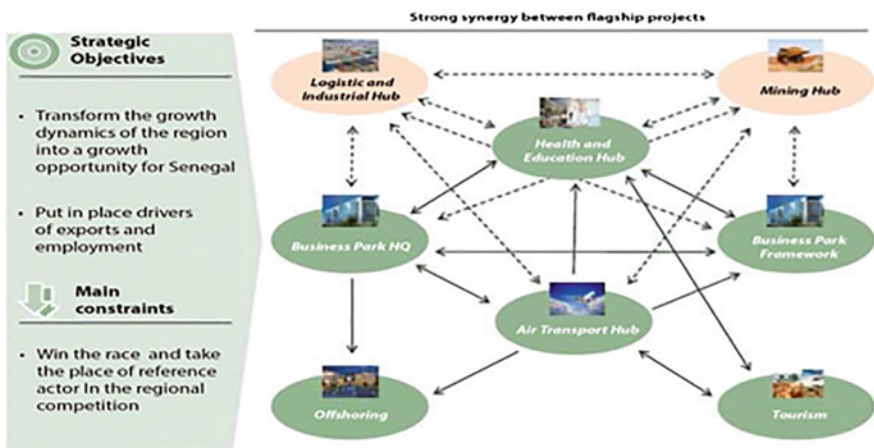 Strong synergy between flagship projects
Strategic
Objectives
• Transform the growth
dynamics of the region
into a growth
opportunity for Senegal
• Put in place drivers
of exports and
employment
Main
constraints
• Win the race and take
the place of reference
actor In the regional
competition
Logistic and
Industrial Hub
Mining Hub
Health and
Education Hub
Business Park HQ
Business Park
Framework
Air Transport Hub
Offshoring
Tourism